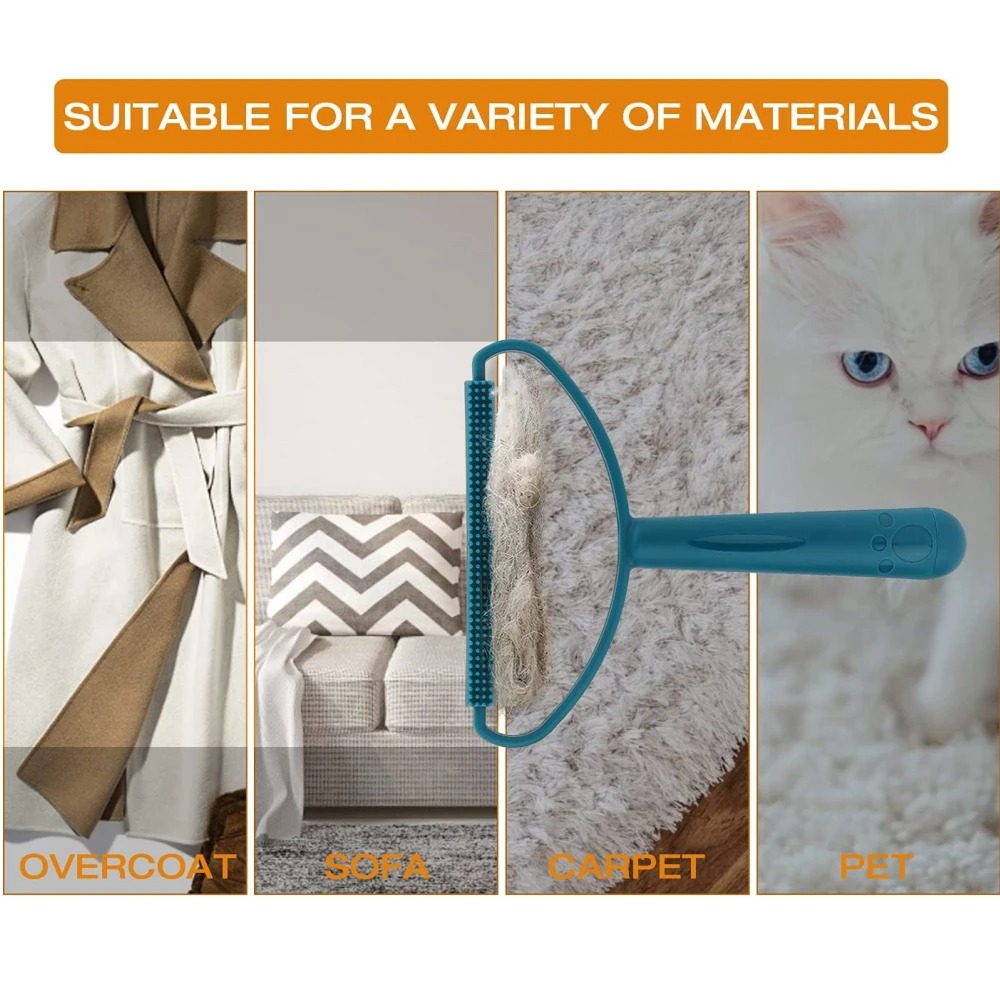 SUITABLE FOR A VARIETY OF MATERIALS
OVERCOAT
SOFA
CARPET
PET